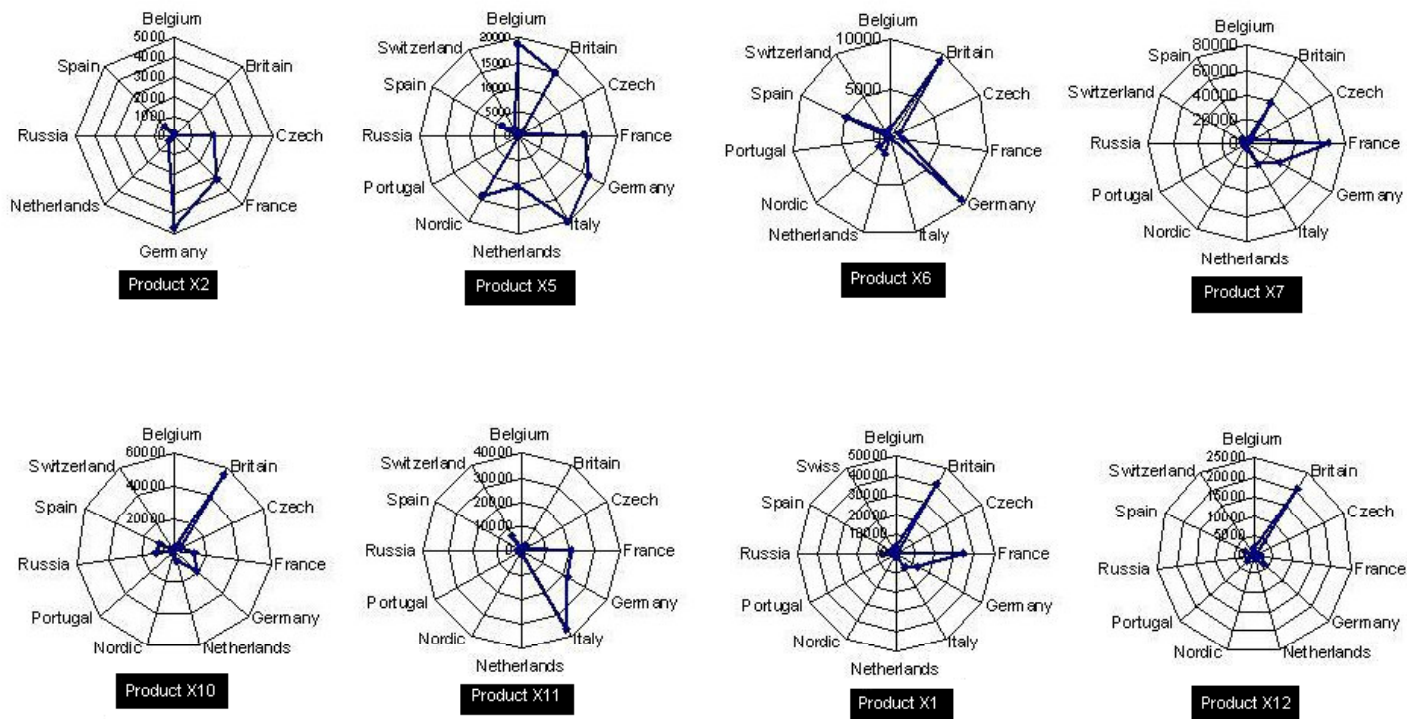 Belgium
5000
4000
3000
2000
1000
0
Britain
Czech
France
Germany
Netherlands
Russia
Spain
Product X2
Belgium
20000
15000
10000
5000
0
Britain
Czech
France
Germany
Italy
Netherlands
Nordic
Portugal
Russia
Spain
Switzerland
Product X5
10000
5000
0
Britain
Czech
France
Germany
Italy
Netherlands
Nordic
Portugal
Spain
Switzerland
Product X6
Belgium
80000
60000
40000
20000
0
Britain
Czech
France
Germany
Italy
Netherlands
Nordic
Portugal
Russia
Switzerland
Spain
Product X7
Belgium
60000
40000
20000
0
Britain
Czech
France
Germany
Netherlands
Nordic
Portugal
Russia
Spain
Switzerland
Product X10
Belgium
40000
30000
20000
10000
0
Britain
Czech
France
Germany
Italy
Netherlands
Nordic
Portugal
Russia
Spain
Switzerland
Product X11
Belgium
50000
40000
30000
20000
10000
0
Britain
Czech
France
Germany
Italy
Netherlands
Nordic
Portugal
Russia
Spain
Swiss
Product X1
Belgium
25000
20000
15000
10000
5000
0
Britain
Czech
France
Germany
Netherlands
Nordic
Portugal
Russia
Spain
Switzerland
Product X12